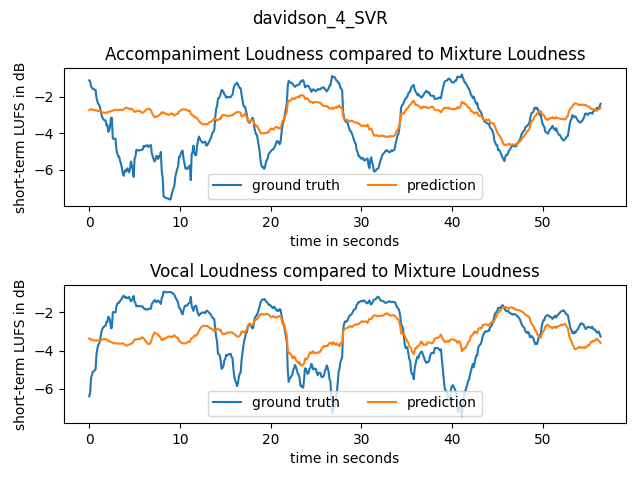 davidson_4_SVR
Accompaniment Loudness compared to Mixture Loudness
short-term LUFS in dB
−2
−4
−6
ground truth
prediction
0
10
20
30
40
50
time in seconds
Vocal Loudness compared to Mixture Loudness
short-term LUFS in dB
−2
−4
−6
ground truth
prediction
0
10
20
30
40
50
time in seconds